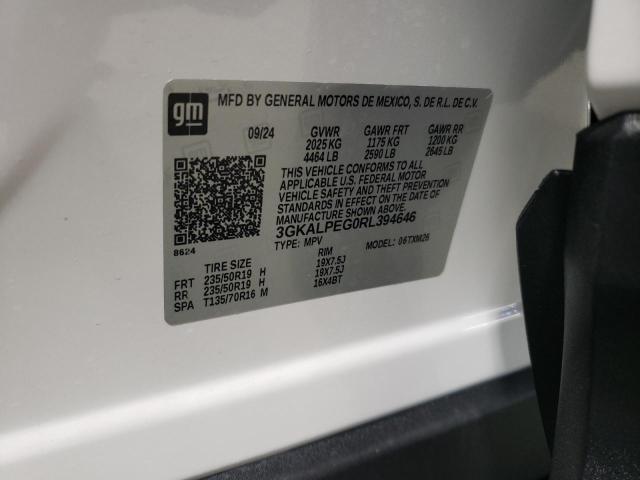 gm
MFD BY GENERAL MOTORS DE MEXICO, S. DE R.L. DE C.V.
09/24 GVWR GAWR FRT GAWR RR
2025 KG 1175 KG 1200 KG
4464 LB 2590 LB 2645 LB
THIS VEHICLE CONFORMS TO ALL
APPLICABLE U.S. FEDERAL MOTOR
VEHICLE SAFETY AND THEFT PREVENTION
STANDARDS IN EFFECT ON THE DATE OF
MANUFACTURE SHOWN ABOVE.
3GKALPEG0RL394646
8624
TYPE: MPV MODEL: 06TXM26
TIRE SIZE RIM
FRT 235/50R19 H 19X7.5J
RR 235/50R19 H 19X7.5J
SPA T135/70R16 M 16X4BT